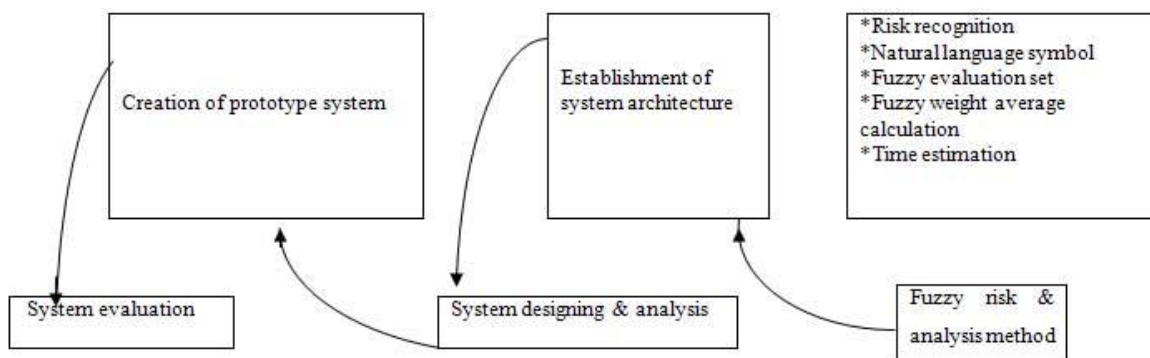 Creation of prototype system
Establishment of
system architecture
*Risk recognition
*Natural language symbol
*Fuzzy evaluation set
*Fuzzy weight average
calculation
*Time estimation
System evaluation
System designing & analysis
Fuzzy risk &
analysis method